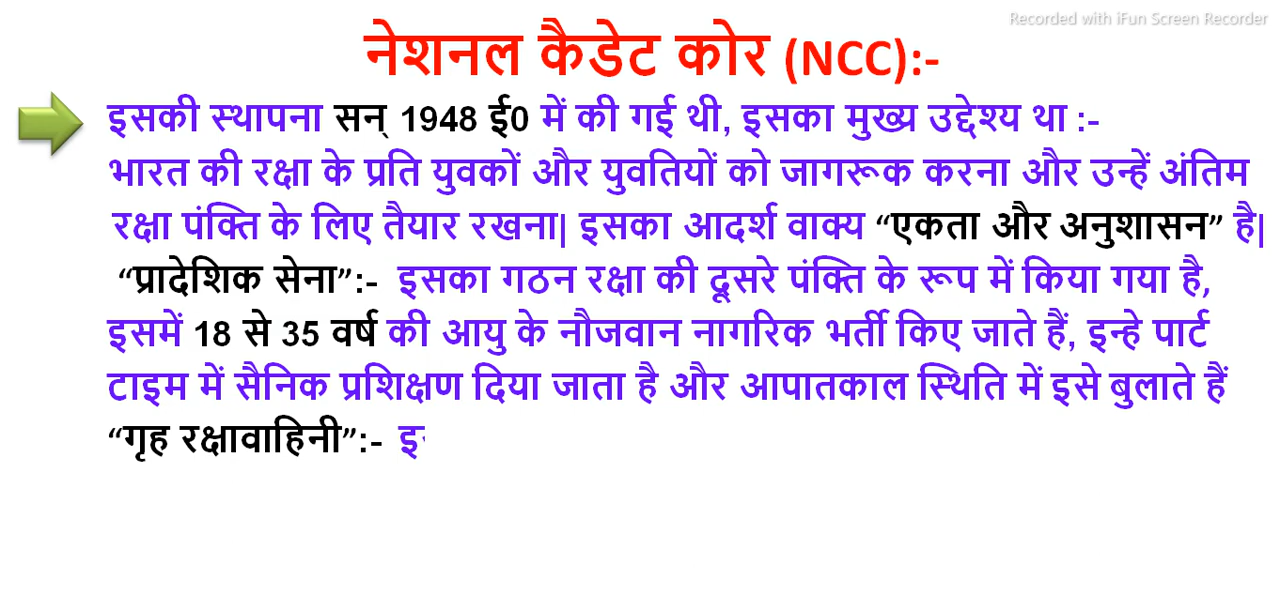 Recorded with iFun Screen Recorder
नेशनल कैडेट कोर (NCC):-
इसकी स्थापना सन् 1948 ई0 में की गई थी, इसका मुख्य उद्देश्य था :-
भारत की रक्षा के प्रति युवकों और युवतियों को जागरूक करना और उन्हें अंतिम
रक्षा पंक्ति के लिए तैयार रखना| इसका आदर्श वाक्य “एकता और अनुशासन” है|
“प्रादेशिक सेना”:- इसका गठन रक्षा की दूसरे पंक्ति के रूप में किया गया है,
इसमें 18 से 35 वर्ष की आयु के नौजवान नागरिक भर्ती किए जाते हैं, इन्हे पार्ट
टाइम में सैनिक प्रशिक्षण दिया जाता है और आपातकाल स्थिति में इसे बुलाते हैं
“गृह रक्षावाहिनी”:-